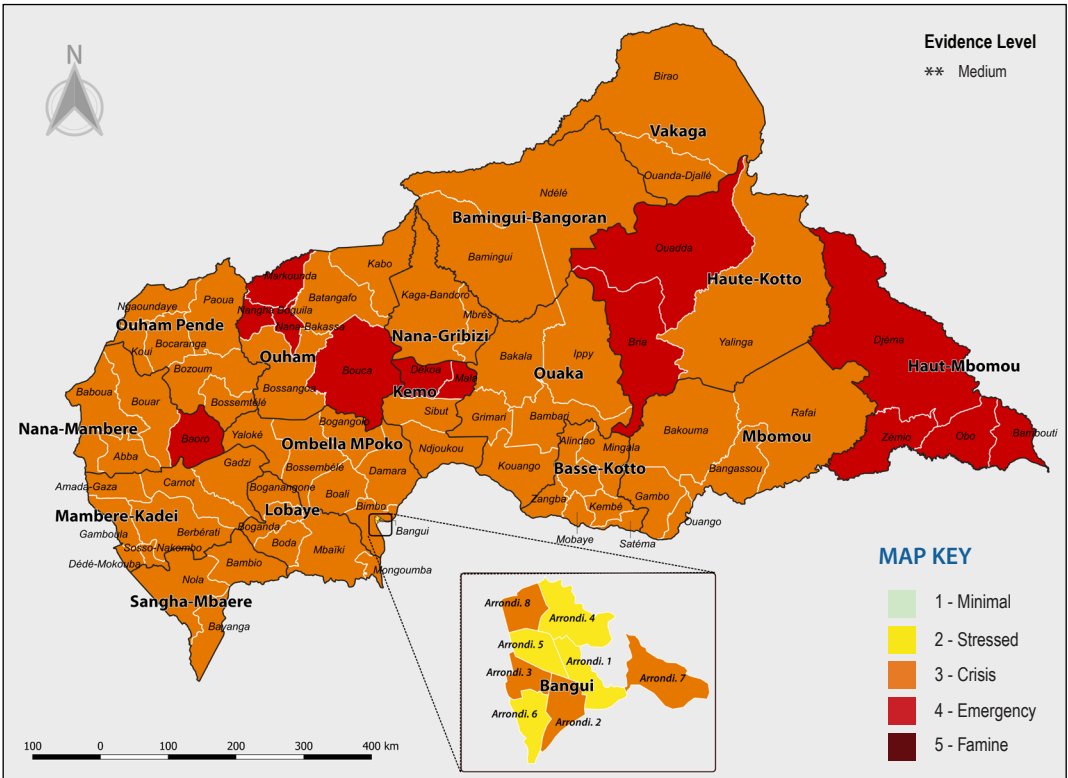 N
Evidence Level
** Medium
Birao
Vakaga
Ouanda-Djallé
Ndélé
Bamingui-Bangoran
Bamingui
Ouadda
Haute-Kotto
Yalinga
Bria
Kabo
Markounda
Batangafo
Kaga-Bandoro
Mbrés
Nangha Boguila
Nana-Bakassa
Nana-Gribizi
Ngaoundaye
Paoua
Ouham Pende
Bocaranga
Koui
Bozoum
Ouham
Bossangoa
Bouca
Dékoa
Mala
Kemo
Sibut
Bakala
Ippy
Ouaka
Djéma
Haut-Mbomou
Baboua
Bouar
Bossemtélé
Nana-Mambere
Baoro
Abba
Yaloké
Bogangolo
Ombella MPoko
Ndjoukou
Grimari
Bambari
Kouango
Alindao
Mingala
Basse-Kotto
Bakouma
Mbomou
Rafai
Zemio
Obo
Bambouti
Gadzi
Bossembélé
Damara
Amada-Gaza
Carnot
Boganangone
Boali
Zangba
Kembé
Gambo
Bangassou
Ouango
Mambere-Kadei
Lobaye
Bimbo
Bangui
Mobaye
Satéma
Gamboula
Berbérati
Boganda
Boda
Mbaïki
Sosso-Nakombo
Dédé-Mokouba
Bambio
Mongoumba
Nola
Sangha-Mbaere
Bayanga
Arrondi. 8
Arrondi. 4
Arrondi. 5
Arrondi. 1
Arrondi. 3
Bangui
Arrondi. 7
Arrondi. 6
Arrondi. 2
MAP KEY
1 - Minimal
2 - Stressed
3 - Crisis
4 - Emergency
5 - Famine
100 0 100 200 300 400 km